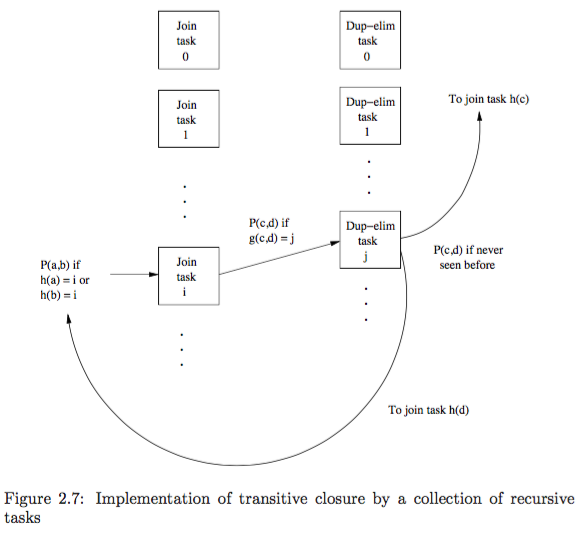 Join
task
0
Dup−elim
task
0
Join
task
1
Dup−elim
task
1
To join task h(c)
P(c,d) if
g(c,d) = j
Dup−elim
task
j
P(c,d) if never
seen before
P(a,b) if
h(a) = i or
h(b) = i
Join
task
i
To join task h(d)
Figure 2.7: Implementation of transitive closure by a collection of recursive
tasks